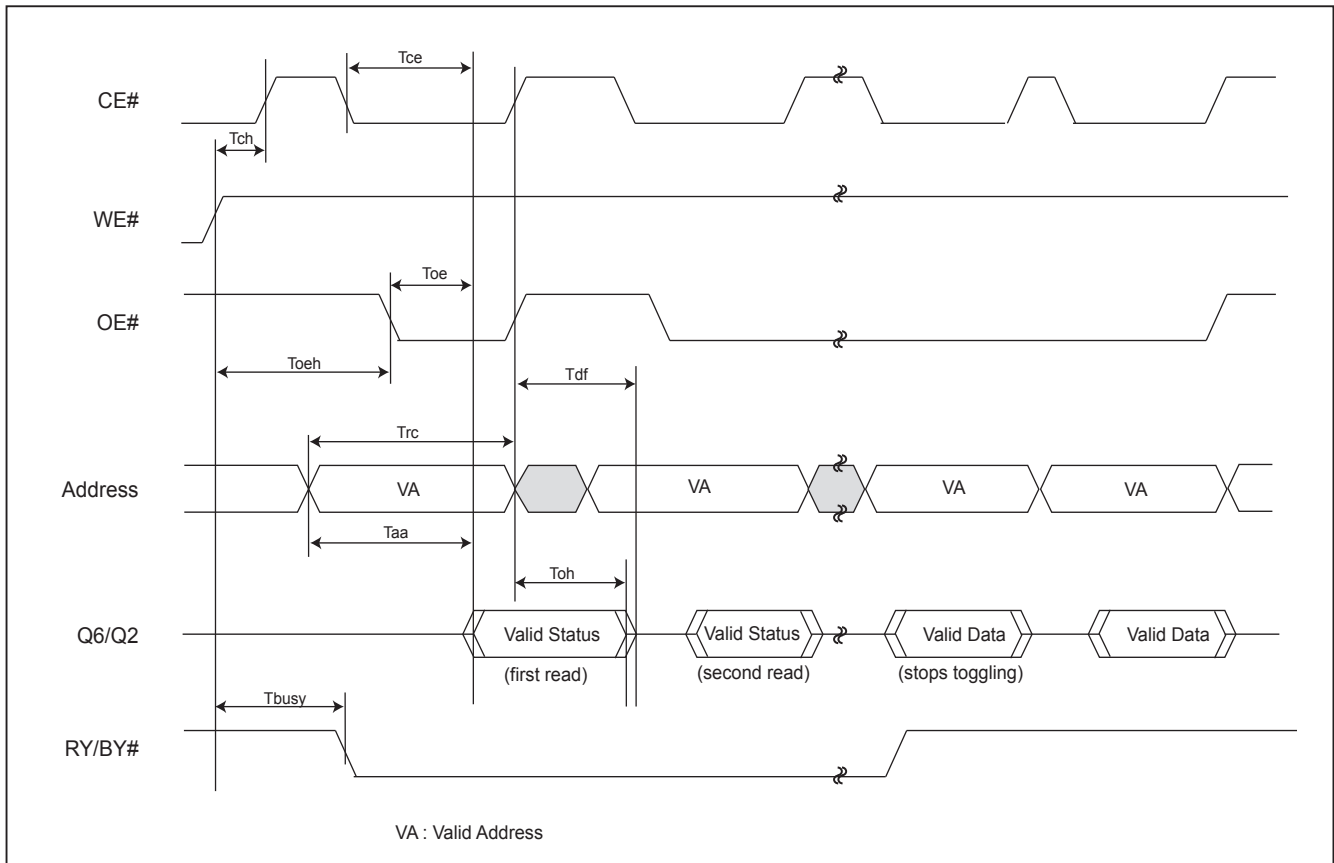 Tce
CE#
Tch
WE#
Toe
OE#
Toeh
Tdf
Trc
Address
VA
VA
VA
VA
Taa
Toh
Q6/Q2
Valid Status
Valid Status
Valid Data
Valid Data
(first read)
(second read)
(stops toggling)
Tbusy
RY/BY#
VA : Valid Address